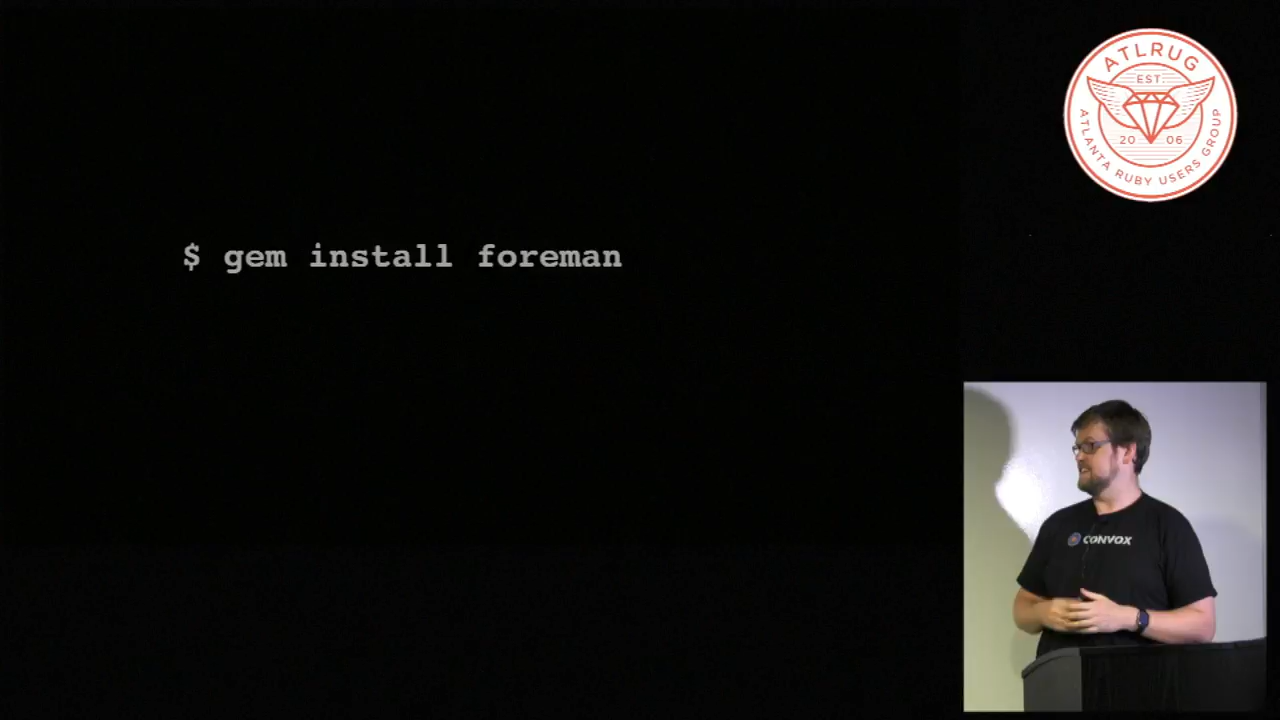 $ gem install foreman
ATLRUG
EST.
20 06
ATLANTA RUBY USERS GROUP
CONVOX